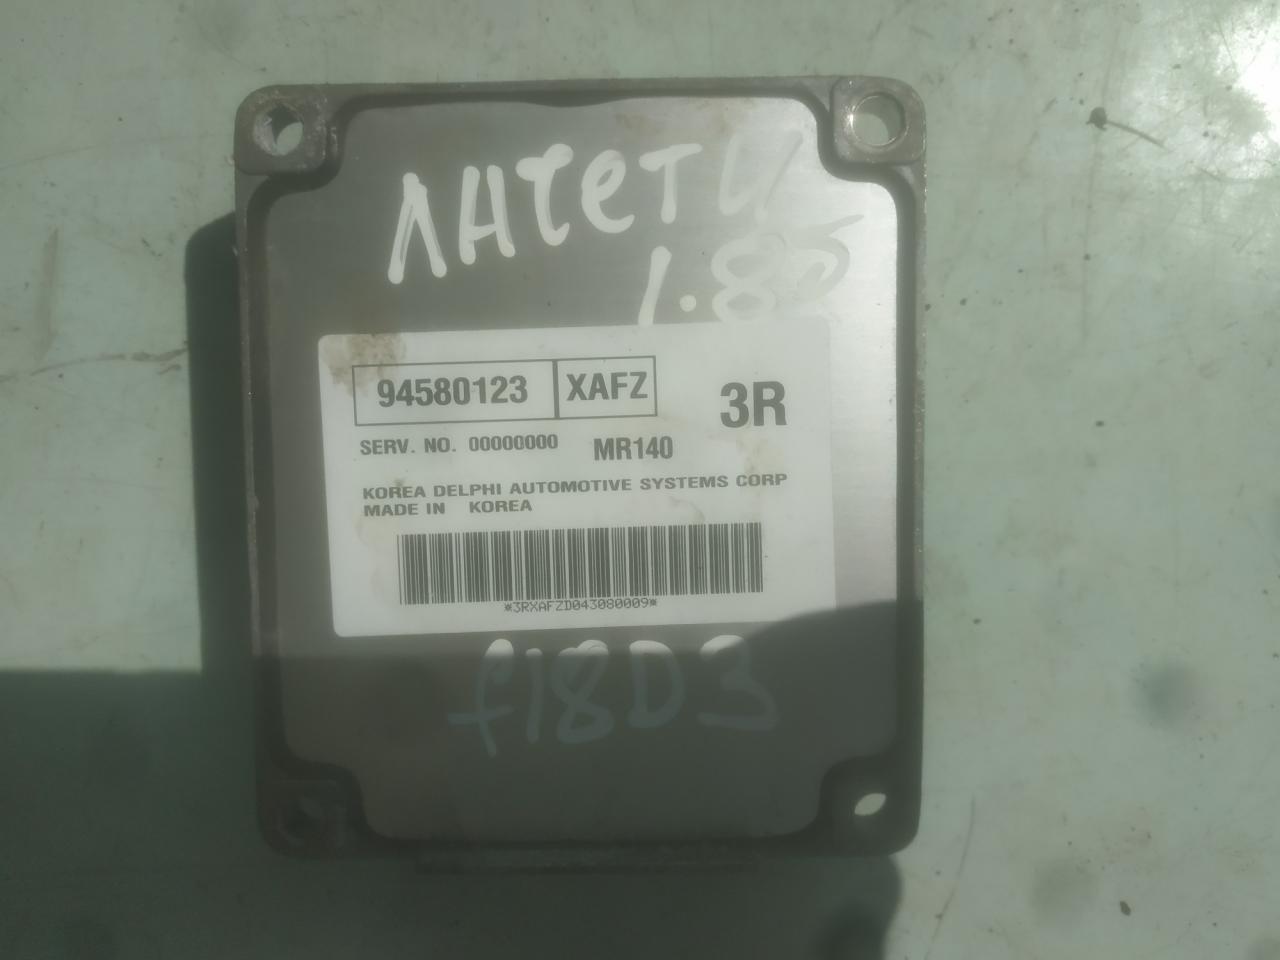 Лачети
1.8
94580123 XAFZ 3R
SERV. NO. 00000000 MR140
KOREA DELPHI AUTOMOTIVE SYSTEMS CORP
MADE IN KOREA
*3RXAFZD043080009*
f18D3